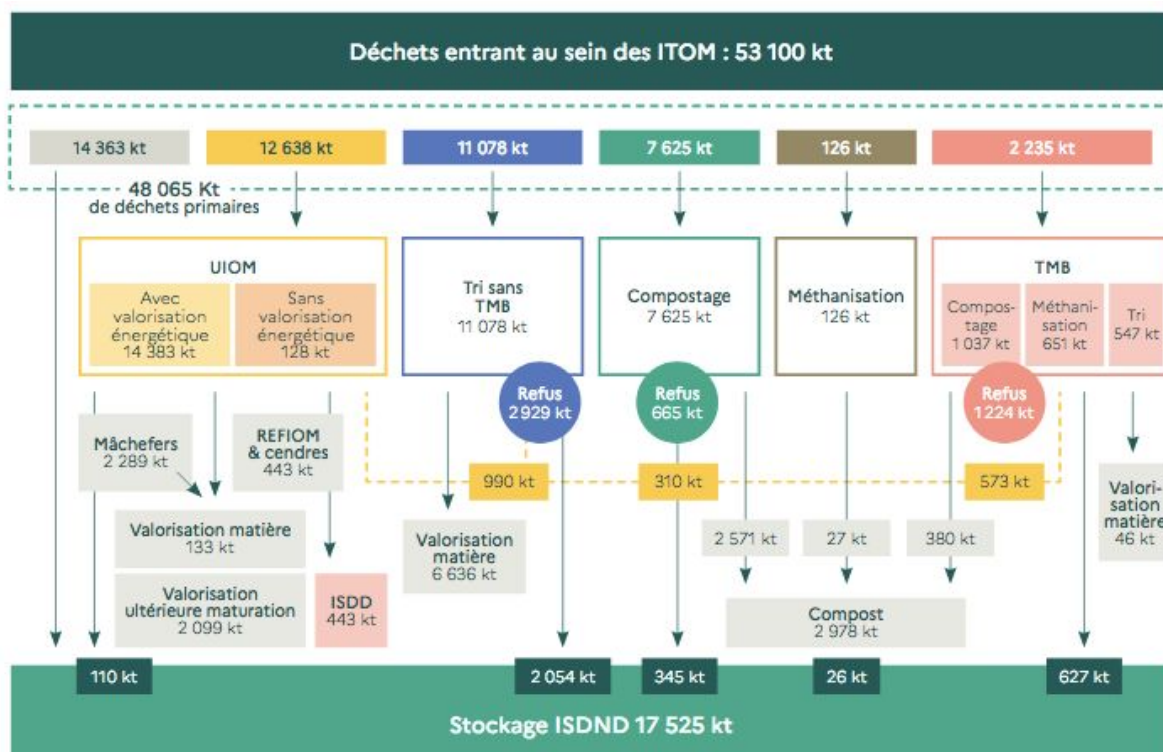 Déchets entrant au sein des ITOM : 53 100 kt
14 363 kt
12 638 kt
11 078 kt
7 625 kt
126 kt
2 235 kt
48 065 Kt
de déchets primaires
UIOM
Avec
valorisation
énergétique
14 383 kt
Sans
valorisation
énergétique
128 kt
Tri sans
TMB
11 078 kt
Compostage
7 625 kt
Méthanisation
126 kt
TMB
Compos-
tage
1 037 kt
Méthani-
sation
651 kt
Tri
547 kt
Refus
2 929 kt
Refus
665 kt
Refus
1 224 kt
Mâchefers
2 289 kt
REFIOM
& cendres
443 kt
990 kt
310 kt
573 kt
Valorisation matière
133 kt
Valorisation
ultérieure maturation
2 099 kt
ISDD
443 kt
Valorisation
matière
6 636 kt
2 571 kt
27 kt
380 kt
Valori-
sation
matière
46 kt
Compost
2 978 kt
110 kt
2 054 kt
345 kt
26 kt
627 kt
Stockage ISDND 17 525 kt